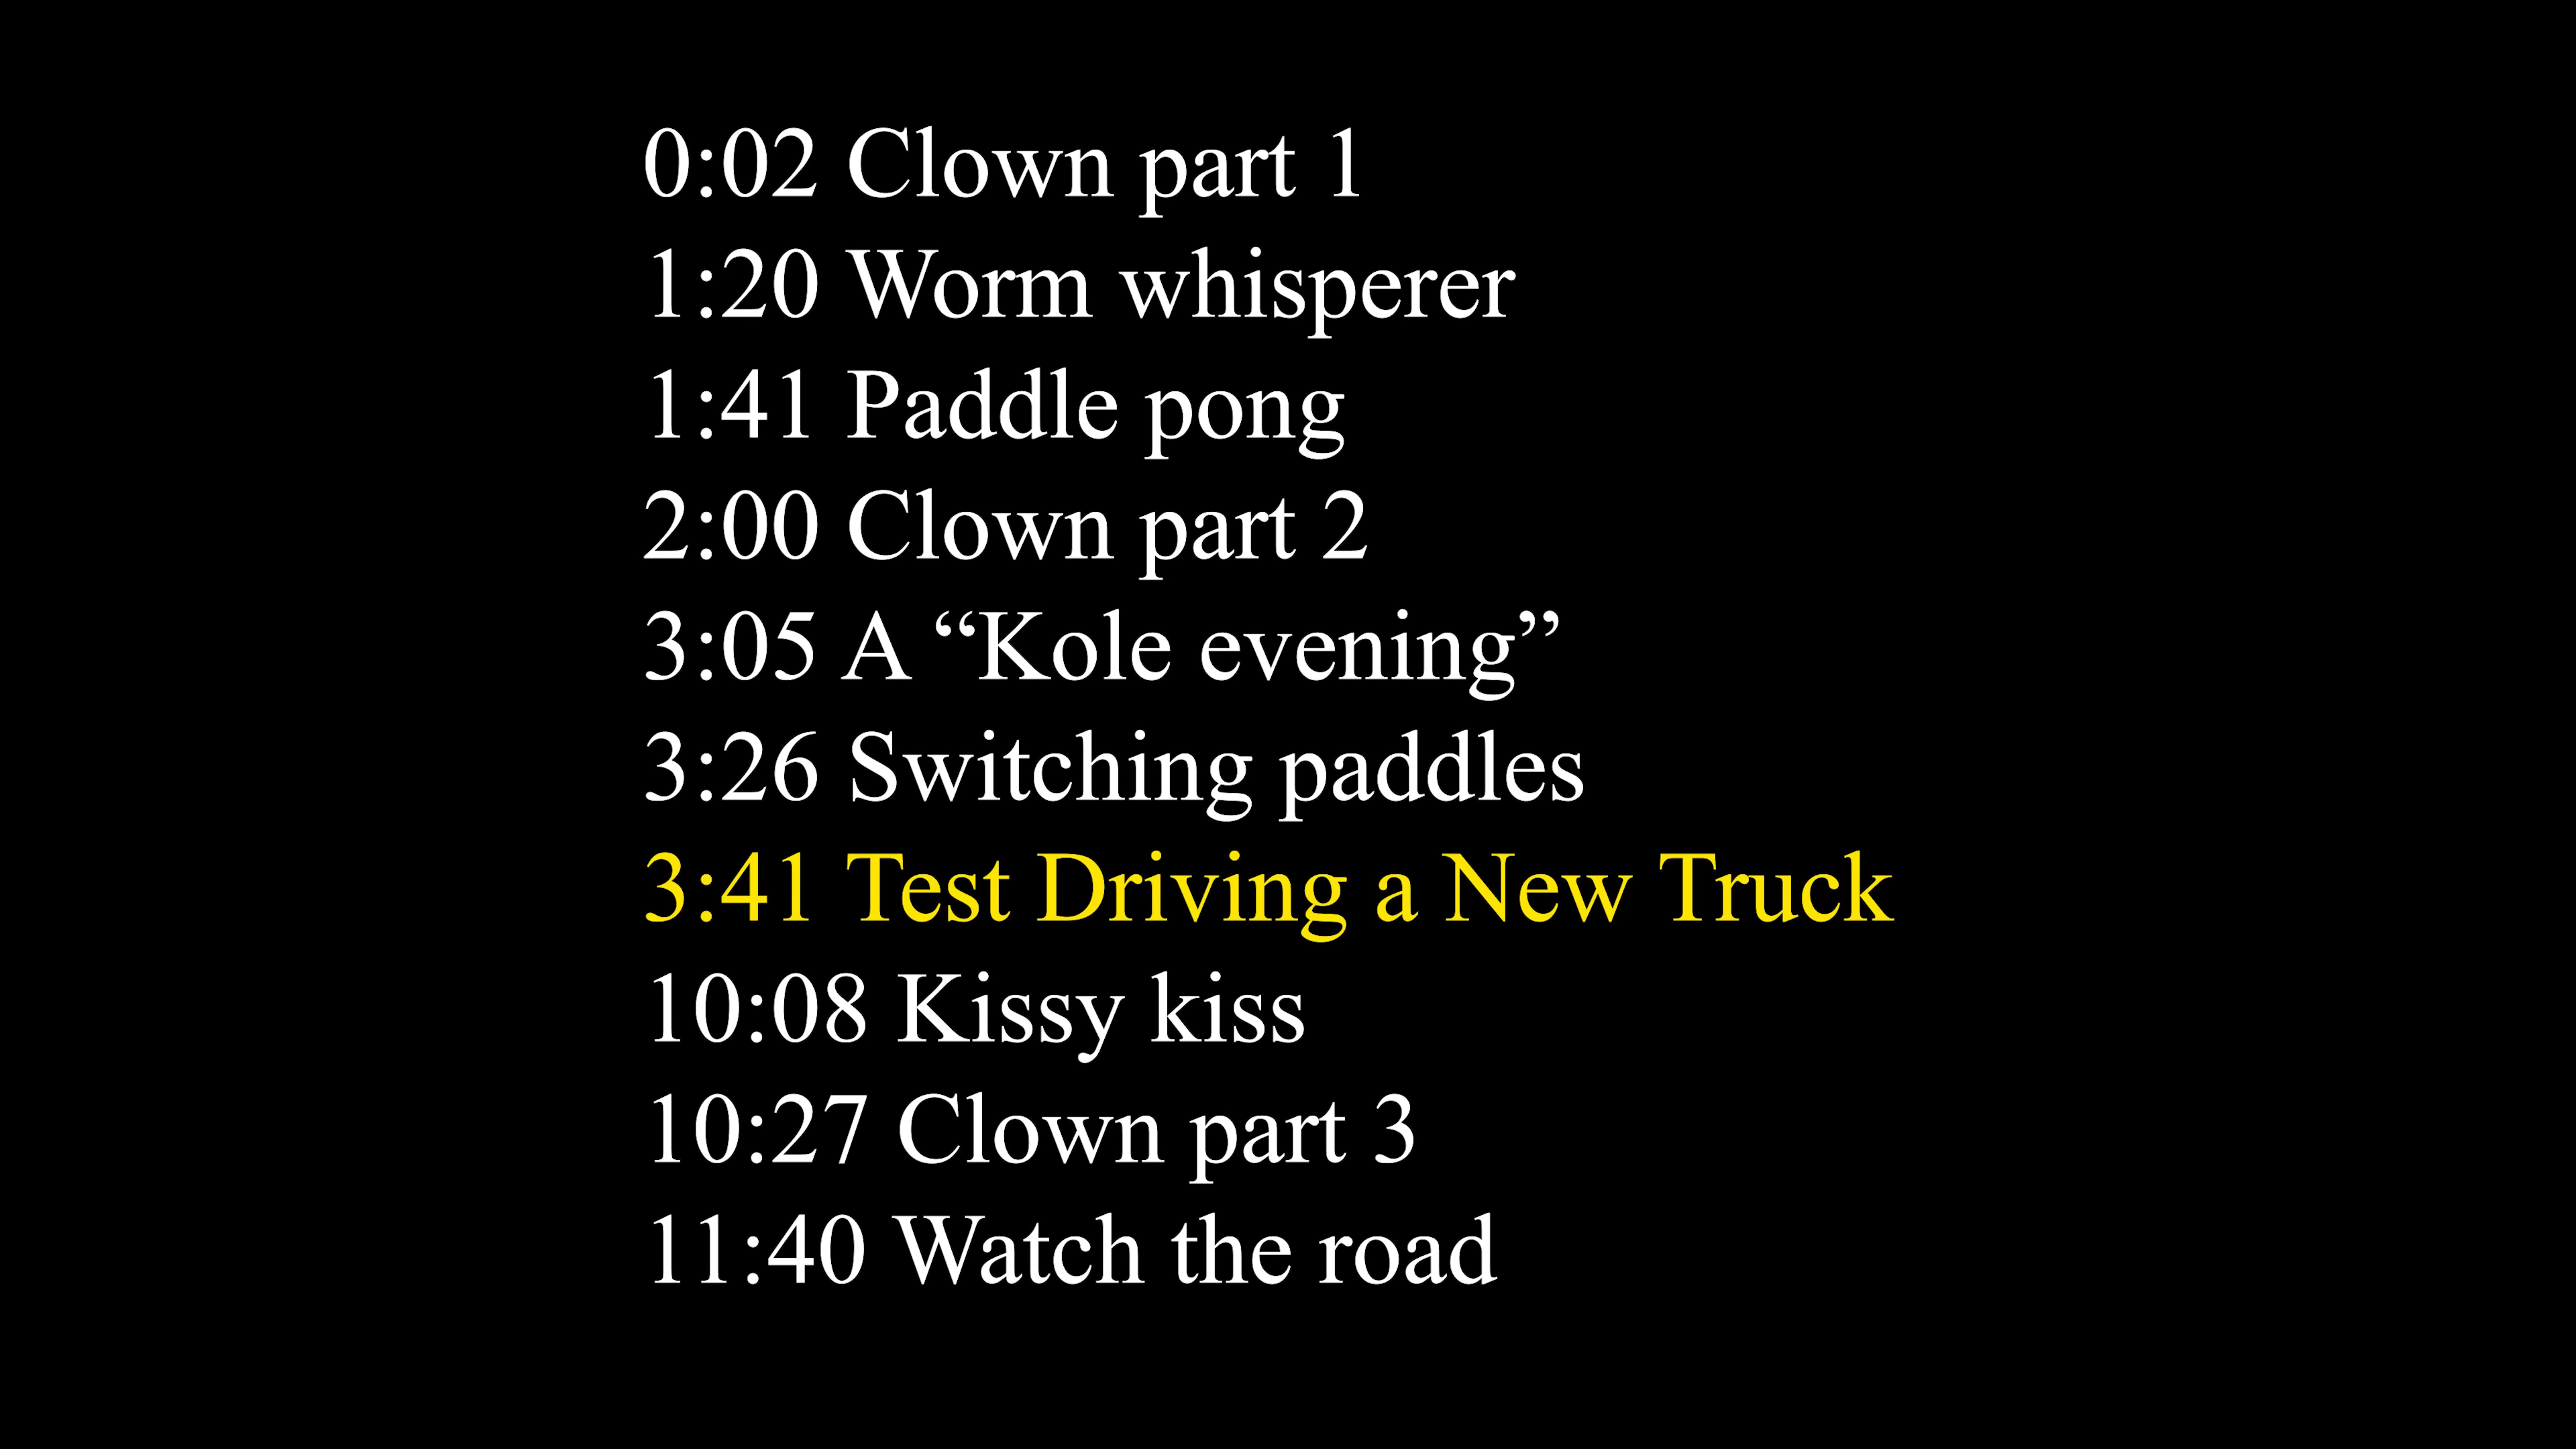 0:02 Clown part 1
1:20 Worm whisperer
1:41 Paddle pong
2:00 Clown part 2
3:05 A “Kole evening”
3:26 Switching paddles
3:41 Test Driving a New Truck
10:08 Kissy kiss
10:27 Clown part 3
11:40 Watch the road